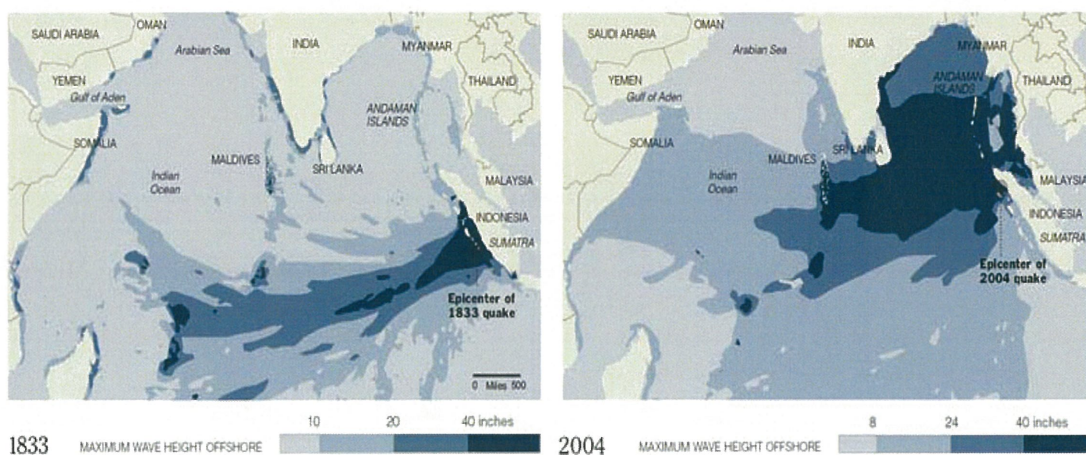 SAUDI ARABIA
OMAN
Arabian Sea
INDIA
MYANMAR
YEMEN
Gulf of Aden
THAILAND
ANDAMAN
ISLANDS
SOMALIA
MALDIVES
SRI LANKA
Indian
Ocean
MALAYSIA
INDONESIA
SUMATRA
Epicenter of
1833 quake
0 Miles 500
10 20 40 inches
1833 MAXIMUM WAVE HEIGHT OFFSHORE
SAUDI ARABIA
OMAN
Arabian Sea
INDIA
MYANMAR
YEMEN
Gulf of Aden
THAILAND
ANDAMAN
ISLANDS
SOMALIA
MALDIVES
SRI LANKA
Indian
Ocean
MALAYSIA
INDONESIA
SUMATRA
Epicenter of
2004 quake
8 24 40 inches
2004 MAXIMUM WAVE HEIGHT OFFSHORE